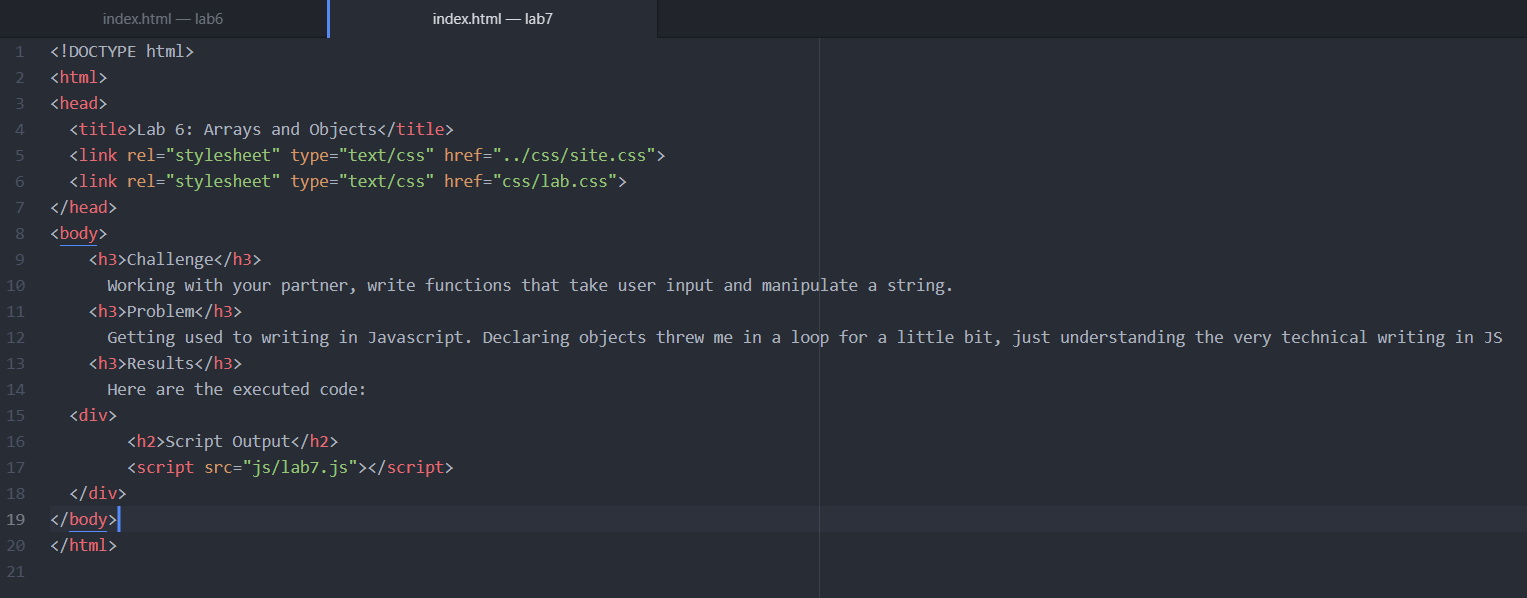 index.html — lab6
index.html — lab7
1 <!DOCTYPE html>
2 <html>
3 <head>
4 <title>Lab 6: Arrays and Objects</title>
5 <link rel="stylesheet" type="text/css" href="../css/site.css">
6 <link rel="stylesheet" type="text/css" href="css/lab.css">
7 </head>
8 <body>
9 <h3>Challenge</h3>
10 Working with your partner, write functions that take user input and manipulate a string.
11 <h3>Problem</h3>
12 Getting used to writing in Javascript. Declaring objects threw me in a loop for a little bit, just understanding the very technical writing in JS
13 <h3>Results</h3>
14 Here are the executed code:
15 <div>
16 <h2>Script Output</h2>
17 <script src="js/lab7.js"></script>
18 </div>
19 </body>
20 </html>
21